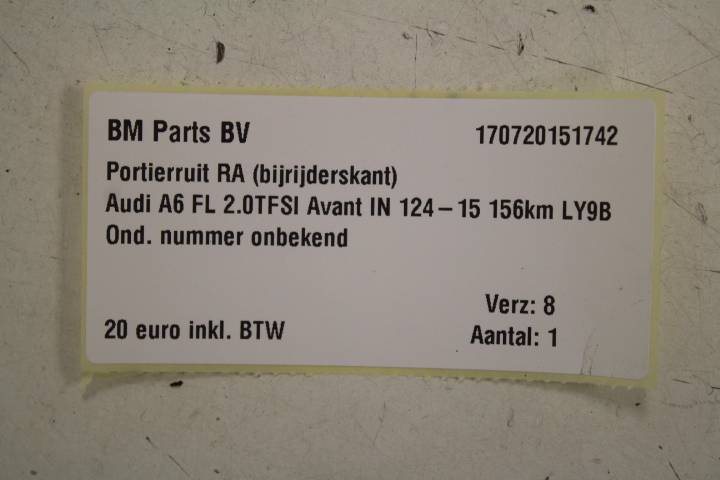 BM Parts BV 170720151742
Portierruit RA (bijrijderskant)
Audi A6 FL 2.0TFSI Avant IN 124-15 156km LY9B
Ond. nummer onbekend
Verz: 8
20 euro inkl. BTW Aantal: 1